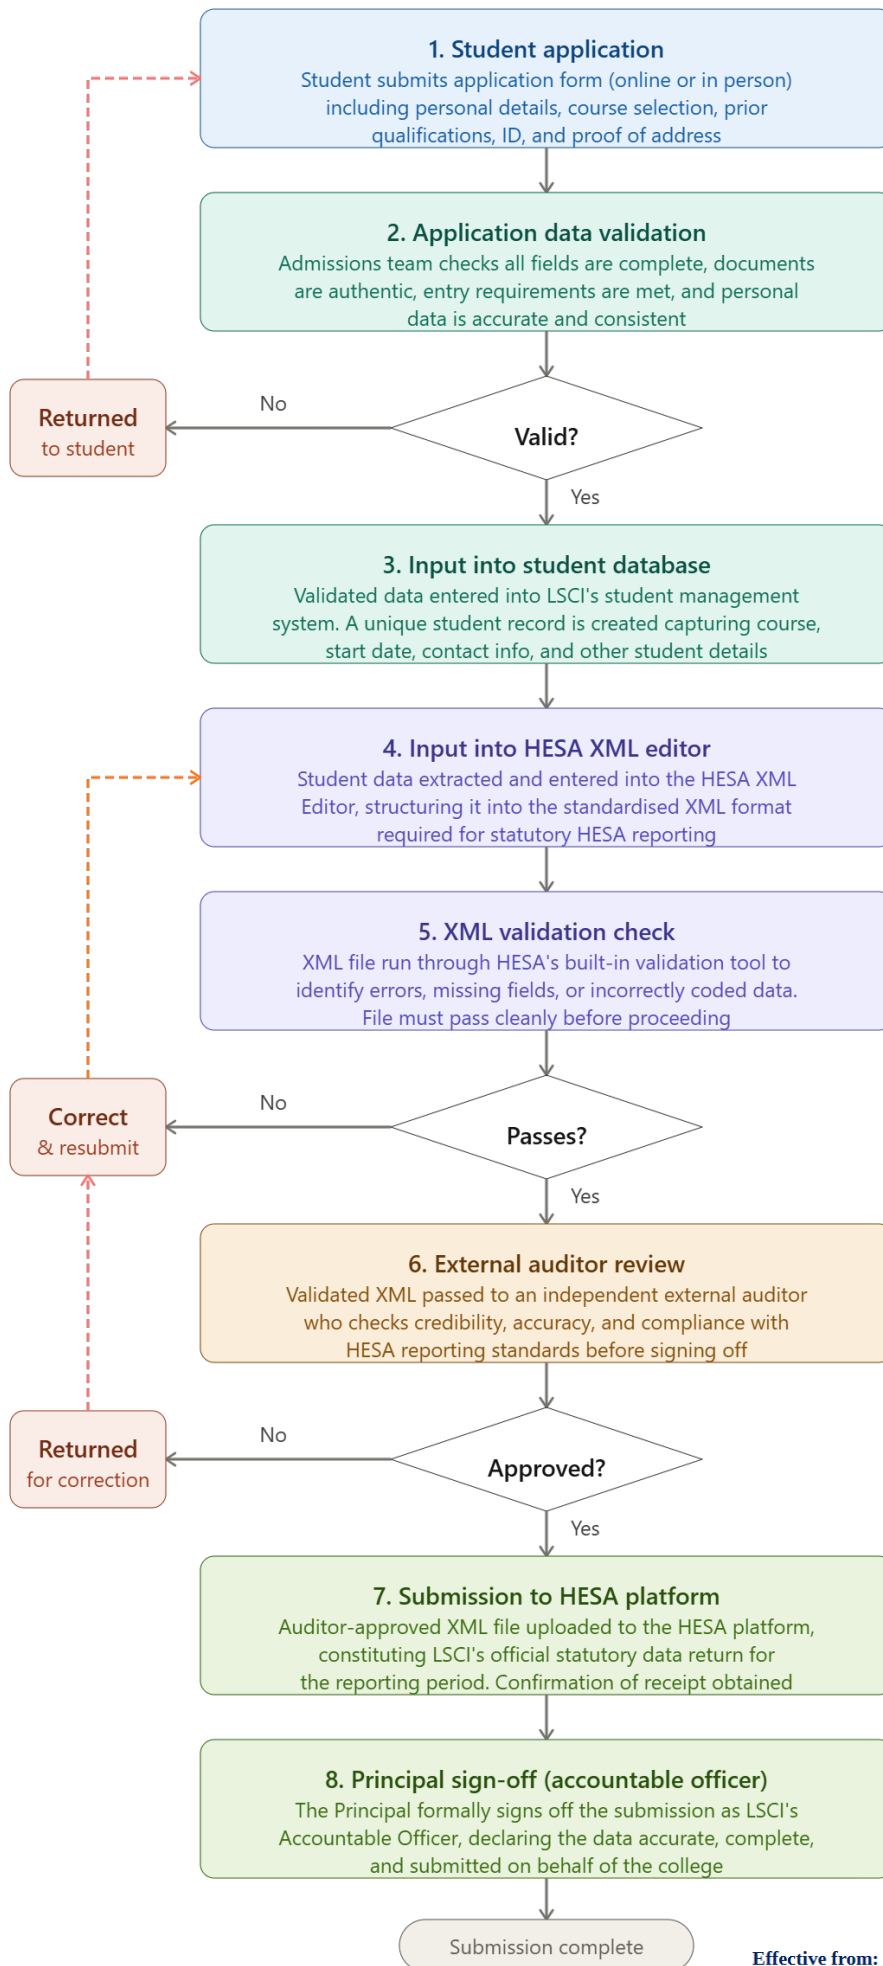 1. Student application
Student submits application form (online or in person)
including personal details, course selection, prior
qualifications, ID, and proof of address
2. Application data validation
Admissions team checks all fields are complete, documents
are authentic, entry requirements are met, and personal
data is accurate and consistent
Valid?
No
Returned
to student
Yes
3. Input into student database
Validated data entered into LSCI's student management
system. A unique student record is created capturing course,
start date, contact info, and other student details
4. Input into HESA XML editor
Student data extracted and entered into the HESA XML
Editor, structuring it into the standardised XML format
required for statutory HESA reporting
5. XML validation check
XML file run through HESA's built-in validation tool to
identify errors, missing fields, or incorrectly coded data.
File must pass cleanly before proceeding
Passes?
No
Correct
& resubmit
Yes
6. External auditor review
Validated XML passed to an independent external auditor
who checks credibility, accuracy, and compliance with
HESA reporting standards before signing off
Approved?
No
Returned
for correction
Yes
7. Submission to HESA platform
Auditor-approved XML file uploaded to the HESA platform,
constituting LSCI's official statutory data return for
the reporting period. Confirmation of receipt obtained
8. Principal sign-off (accountable officer)
The Principal formally signs off the submission as LSCI's
Accountable Officer, declaring the data accurate, complete,
and submitted on behalf of the college
Submission complete
Effective from: